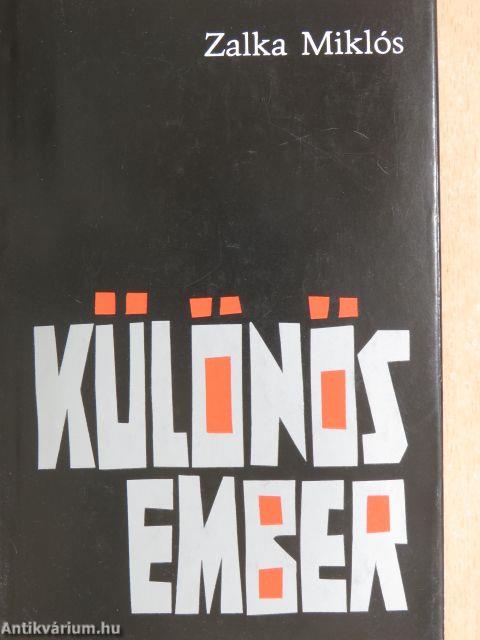 Zalka Miklós
KÜLÖNÖS
EMBER
Antikvárium.hu